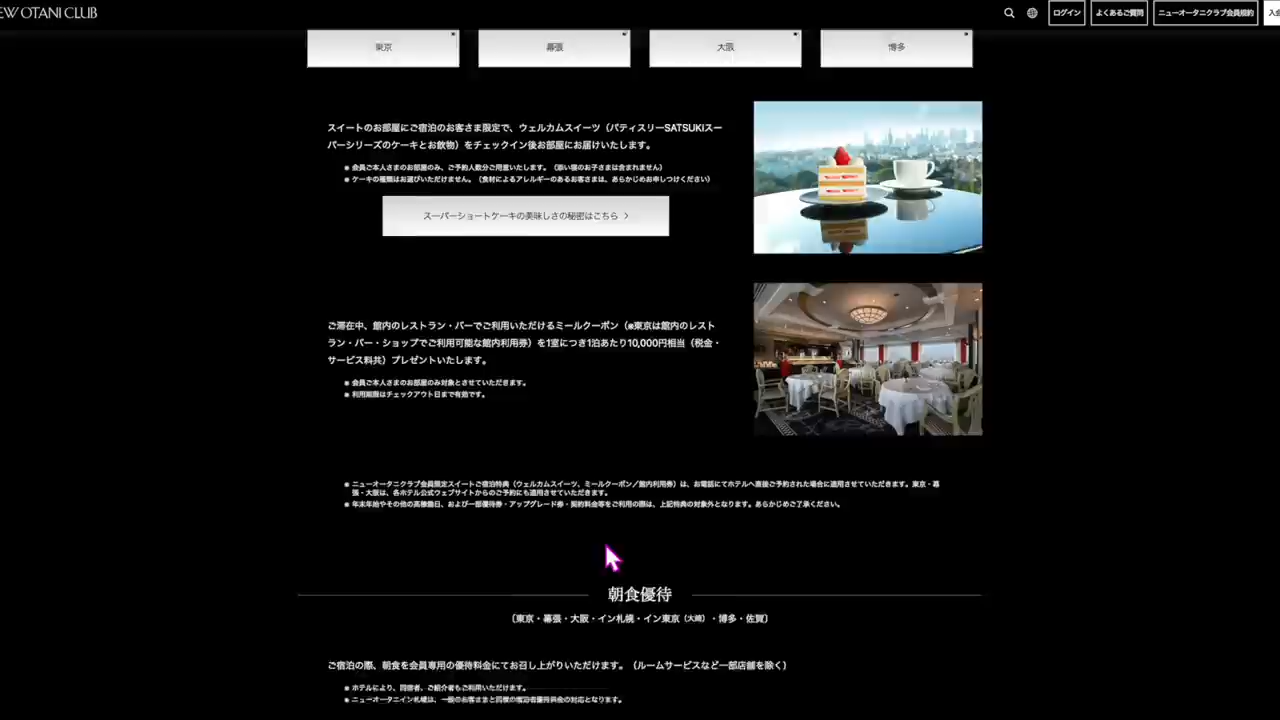 EW OTANI CLUB
ログイン
よくあるご質問
ニューオータニクラブ会員規約
入会
東京
幕張
大阪
博多
スイートのお部屋にご宿泊のお客さま限定で、ウェルカムスイーツ（パティスリーSATSUKIスー
パーシリーズのケーキとお飲物）をチェックイン後お部屋にお届けいたします。
※ 会員ご本人さまのお部屋のみ、ご予約人数分ご用意いたします。（添い寝のお子さまは含まれません）
※ ケーキの種類はお選びいただけません。（食材によるアレルギーのあるお客さまは、あらかじめお申しつけください）
スーパーショートケーキの美味しさの秘密はこちら
ご滞在中、館内のレストラン・バーでご利用いただけるミールクーポン（※東京は館内のレスト
ラン・バー・ショップでご利用可能な館内利用券）を1室につき1泊あたり10,000円相当（税金・
サービス料共）プレゼントいたします。
※ 会員ご本人さまのお部屋のみ対象とさせていただきます。
※ 利用期限はチェックアウト日まで有効です。
※ ニューオータニクラブ会員限定スイートご宿泊特典（ウェルカムスイーツ、ミールクーポン／館内利用券）は、お電話にてホテルへ直接ご予約された場合に適用させていただきます。東京・幕
張・大阪は、各ホテル公式ウェブサイトからのご予約にも適用させていただきます。
※ 年末年始やその他の高稼働日、および一部優待券・アップグレード券・契約料金等をご利用の際は、上記特典の対象外となります。あらかじめご了承ください。
朝食優待
〔東京・幕張・大阪・イン札幌・イン東京（大崎）・博多・佐賀〕
ご宿泊の際、朝食を会員専用の優待料金にてお召し上がりいただけます。（ルームサービスなど一部店舗を除く）
※ ホテルにより、同宿者、ご紹介者もご利用いただけます。
※ ニューオータニイン札幌は、一般のお客さまと同様の宿泊者優待料金の対応となります。